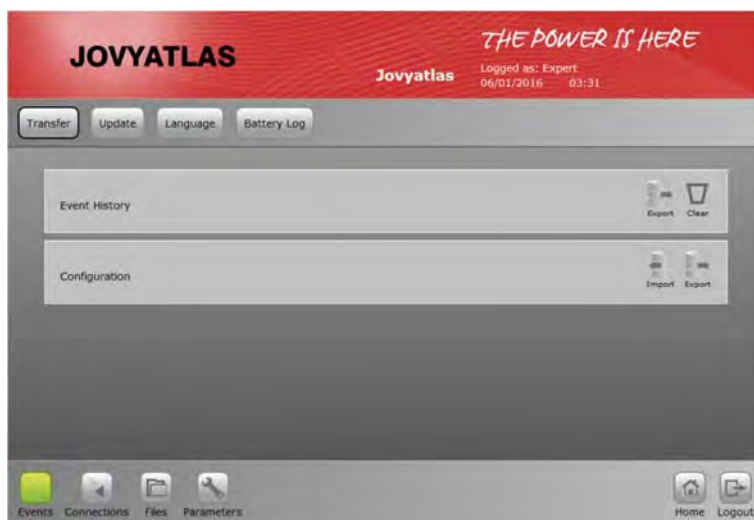 JOVYATLAS
THE POWER IS HERE
Jovyatlas
Logged as: Expert
06/01/2016 03:31
Transfer Update Language Battery Log
Event History
Export Clear
Configuration
Import Export
Events Connections Files Parameters
Home Logout